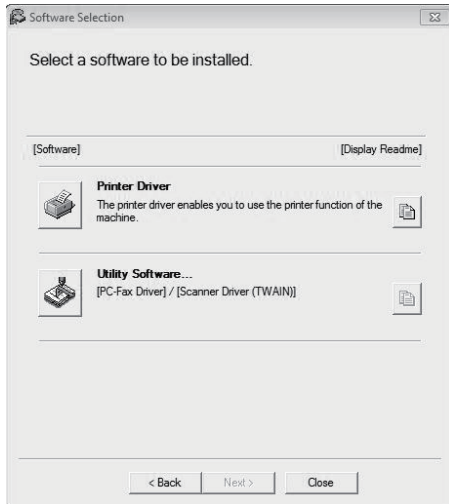 Software Selection
Select a software to be installed.
[Software] [Display Readme]
Printer Driver
The printer driver enables you to use the printer function of the
machine.
Utility Software...
[PC-Fax Driver] / [Scanner Driver (TWAIN)]
< Back Next > Close